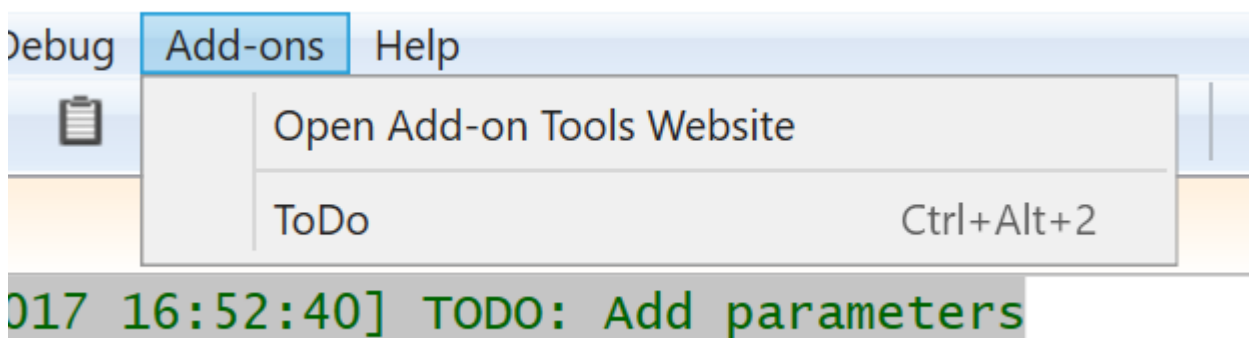 Debug Add-ons Help
Open Add-on Tools Website
ToDo Ctrl+Alt+2
017 16:52:40] TODO: Add parameters